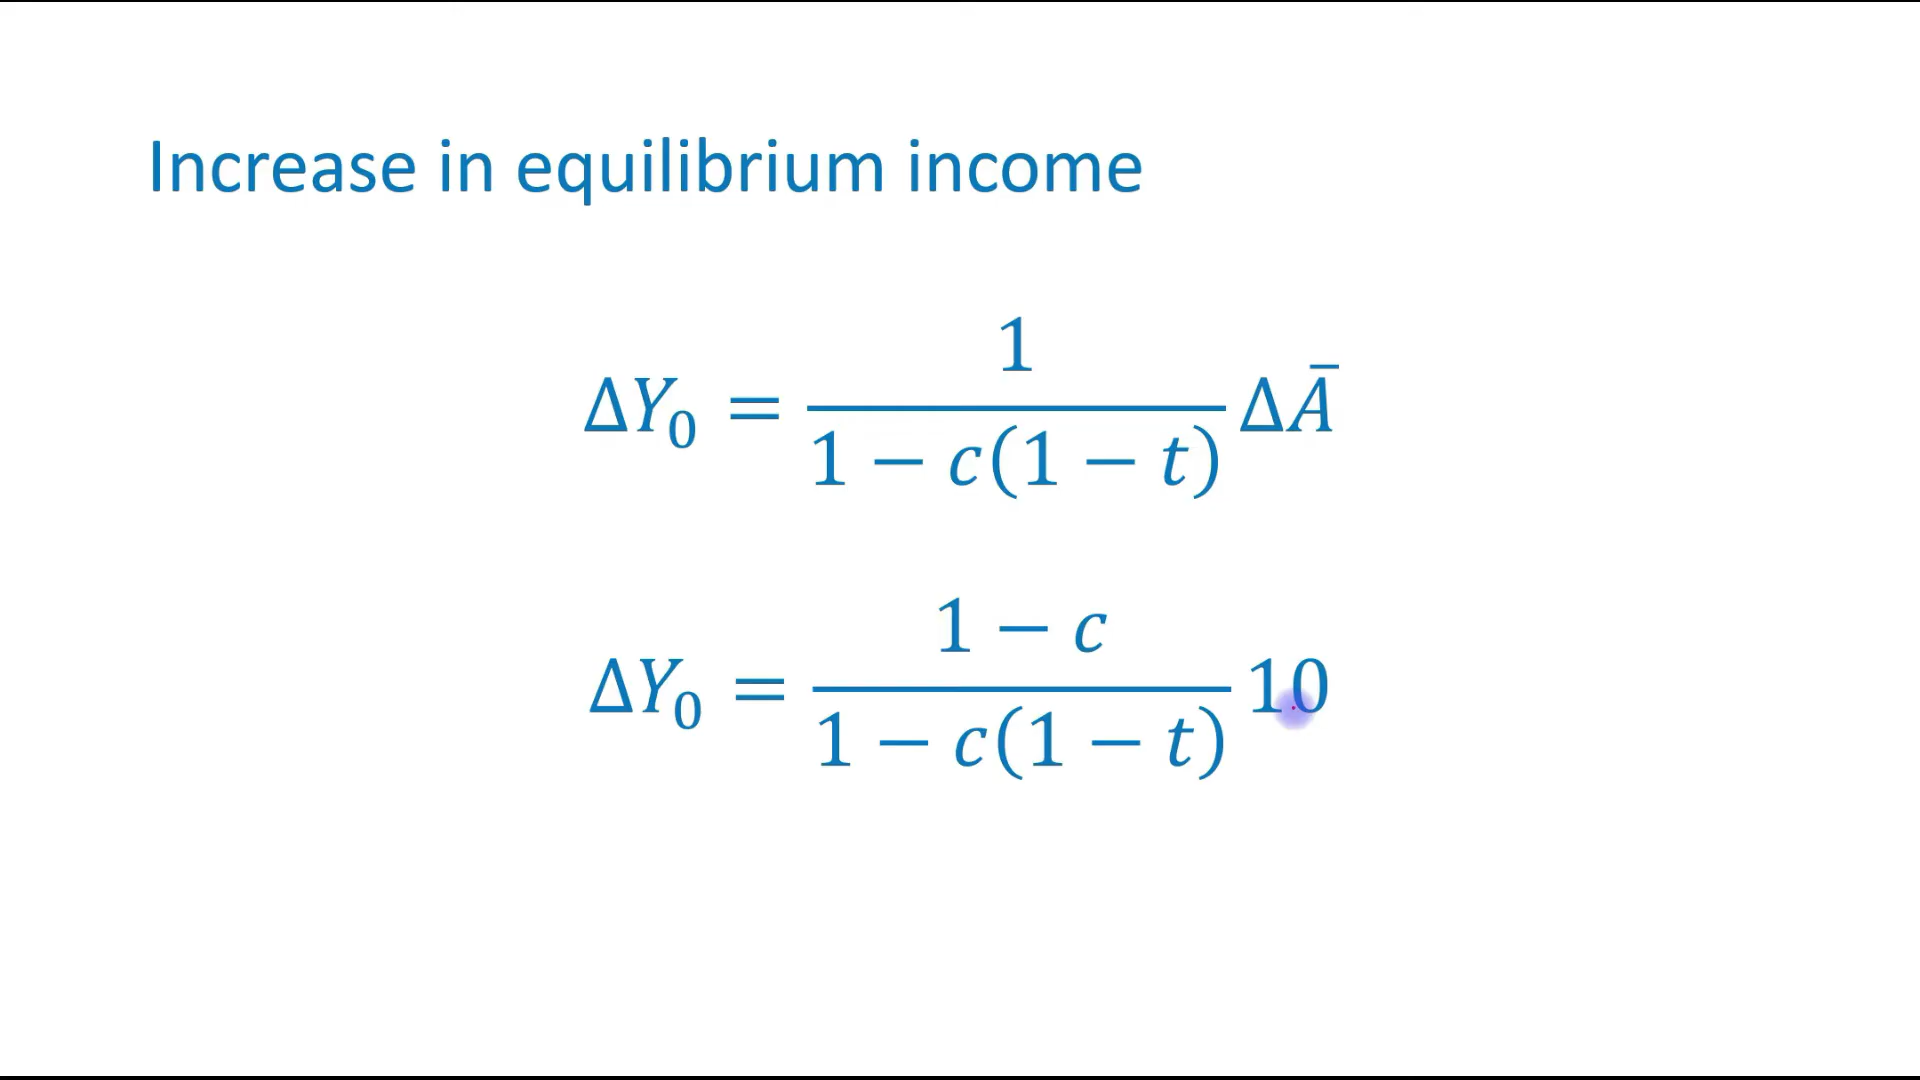 Increase in equilibrium income
ΔY₀ = 1 / (1 − c(1 − t)) ΔĀ
ΔY₀ = (1 − c) / (1 − c(1 − t)) 10